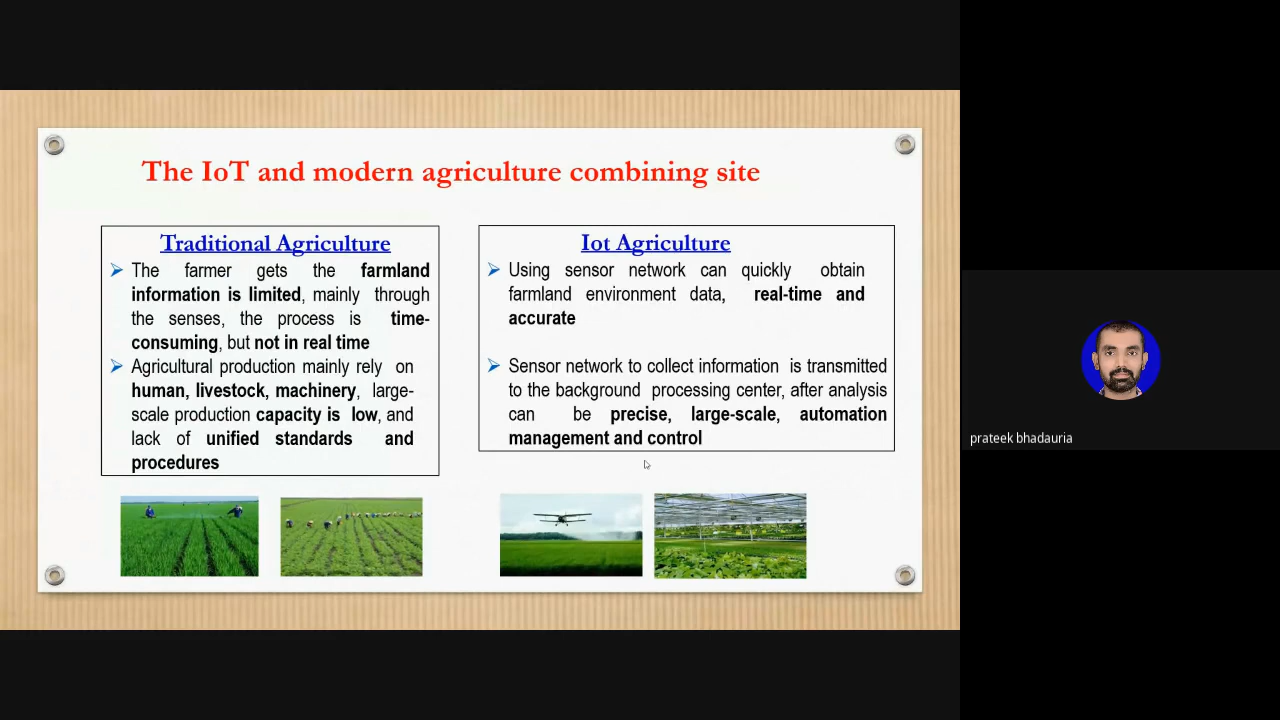 The IoT and modern agriculture combining site
Traditional Agriculture
The farmer gets the farmland
information is limited, mainly through
the senses, the process is time-
consuming, but not in real time
Agricultural production mainly rely on
human, livestock, machinery, large-
scale production capacity is low, and
lack of unified standards and
procedures
Iot Agriculture
Using sensor network can quickly obtain
farmland environment data, real-time and
accurate
Sensor network to collect information is transmitted
to the background processing center, after analysis
can be precise, large-scale, automation
management and control
prateek bhadauria